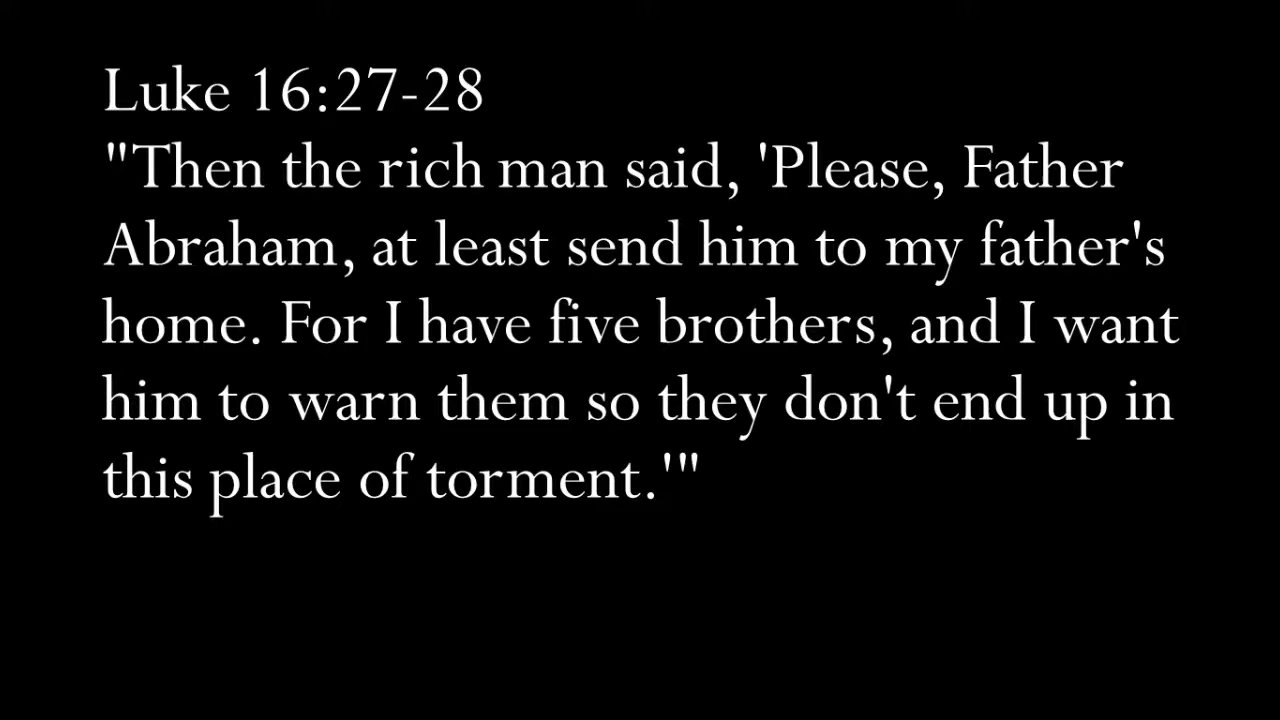 Luke 16:27-28
"Then the rich man said, 'Please, Father
Abraham, at least send him to my father's
home. For I have five brothers, and I want
him to warn them so they don't end up in
this place of torment.'"